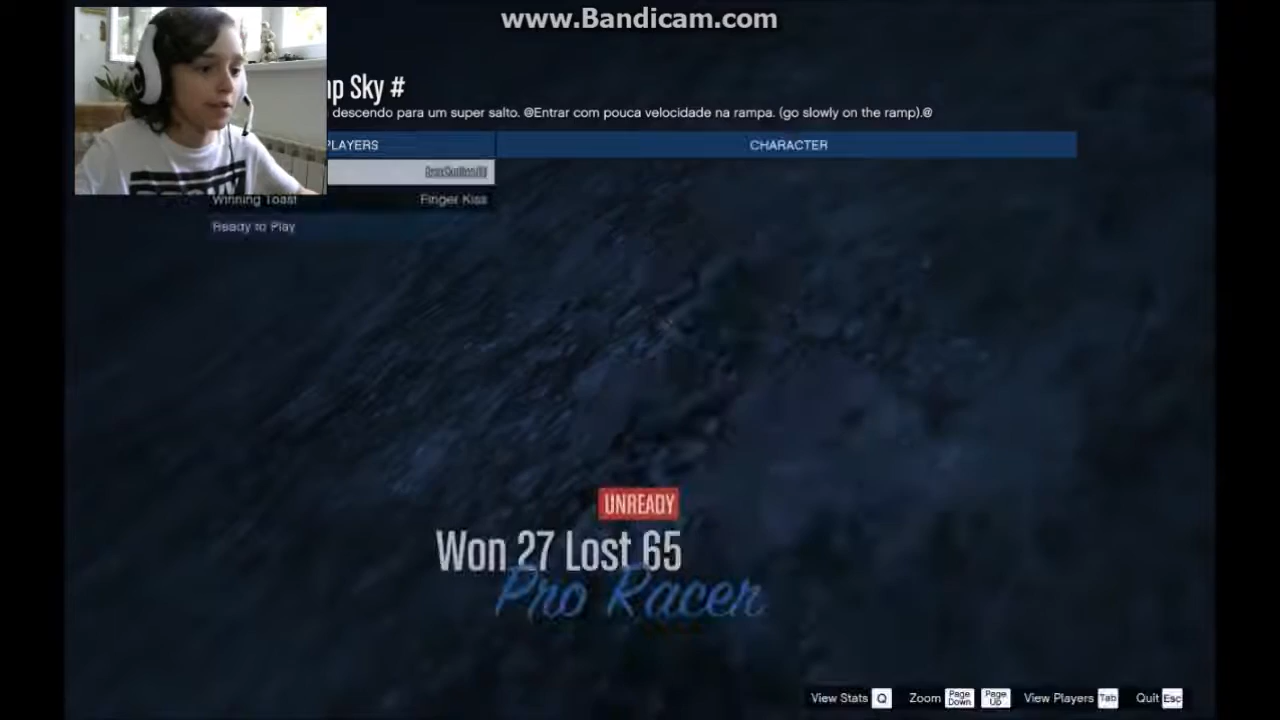 www.Bandicam.com
mp Sky #
descendo para um super salto. @Entrar com pouca velocidade na rampa. (go slowly on the ramp).@
PLAYERS
CHARACTER
Winning Toast Finger Kiss
Ready to Play
UNREADY
Won 27 Lost 65
Pro Racer
View Stats Q Zoom Page Down Page Up View Players Tab Quit Esc